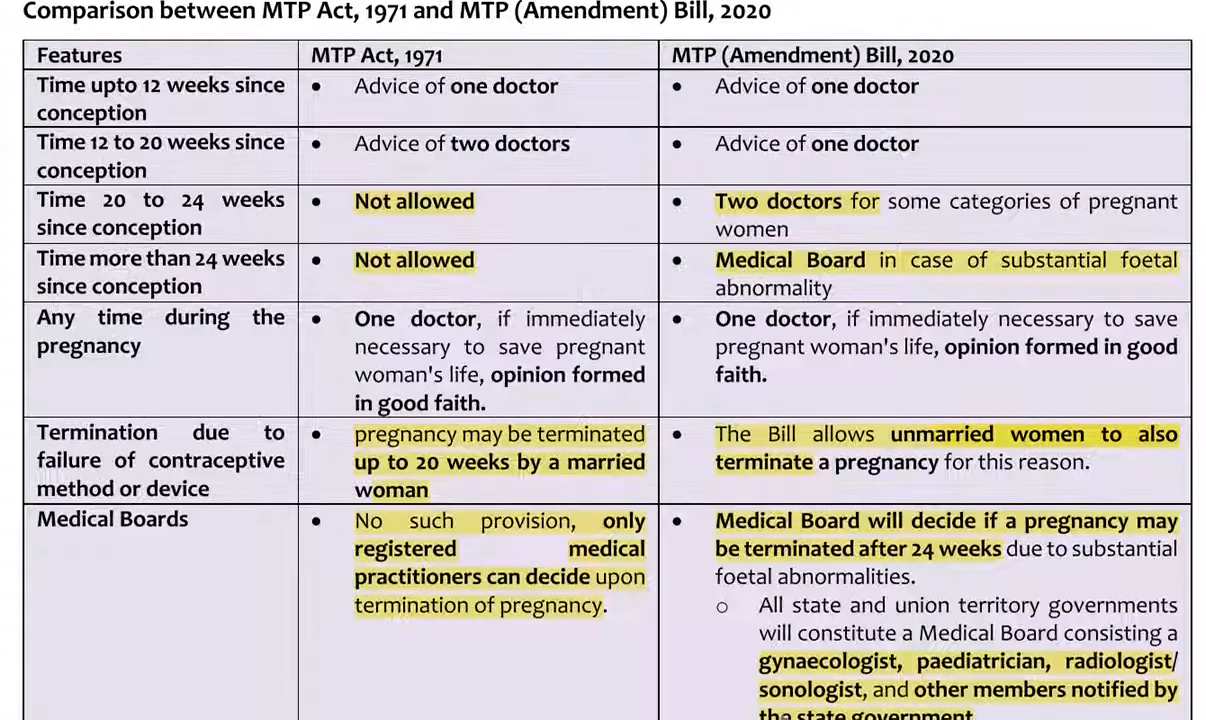 Comparison between MTP Act, 1971 and MTP (Amendment) Bill, 2020
Features
MTP Act, 1971
MTP (Amendment) Bill, 2020
Time upto 12 weeks since
conception
• Advice of one doctor
• Advice of one doctor
Time 12 to 20 weeks since
conception
• Advice of two doctors
• Advice of one doctor
Time 20 to 24 weeks
since conception
• Not allowed
• Two doctors for some categories of pregnant
women
Time more than 24 weeks
since conception
• Not allowed
• Medical Board in case of substantial foetal
abnormality
Any time during the
pregnancy
• One doctor, if immediately
necessary to save pregnant
woman's life, opinion formed
in good faith.
• One doctor, if immediately necessary to save
pregnant woman's life, opinion formed in good
faith.
Termination due to
failure of contraceptive
method or device
• pregnancy may be terminated
up to 20 weeks by a married
woman
• The Bill allows unmarried women to also
terminate a pregnancy for this reason.
Medical Boards
• No such provision, only
registered medical
practitioners can decide upon
termination of pregnancy.
• Medical Board will decide if a pregnancy may
be terminated after 24 weeks due to substantial
foetal abnormalities.
o All state and union territory governments
will constitute a Medical Board consisting a
gynaecologist, paediatrician, radiologist/
sonologist, and other members notified by
the state government.